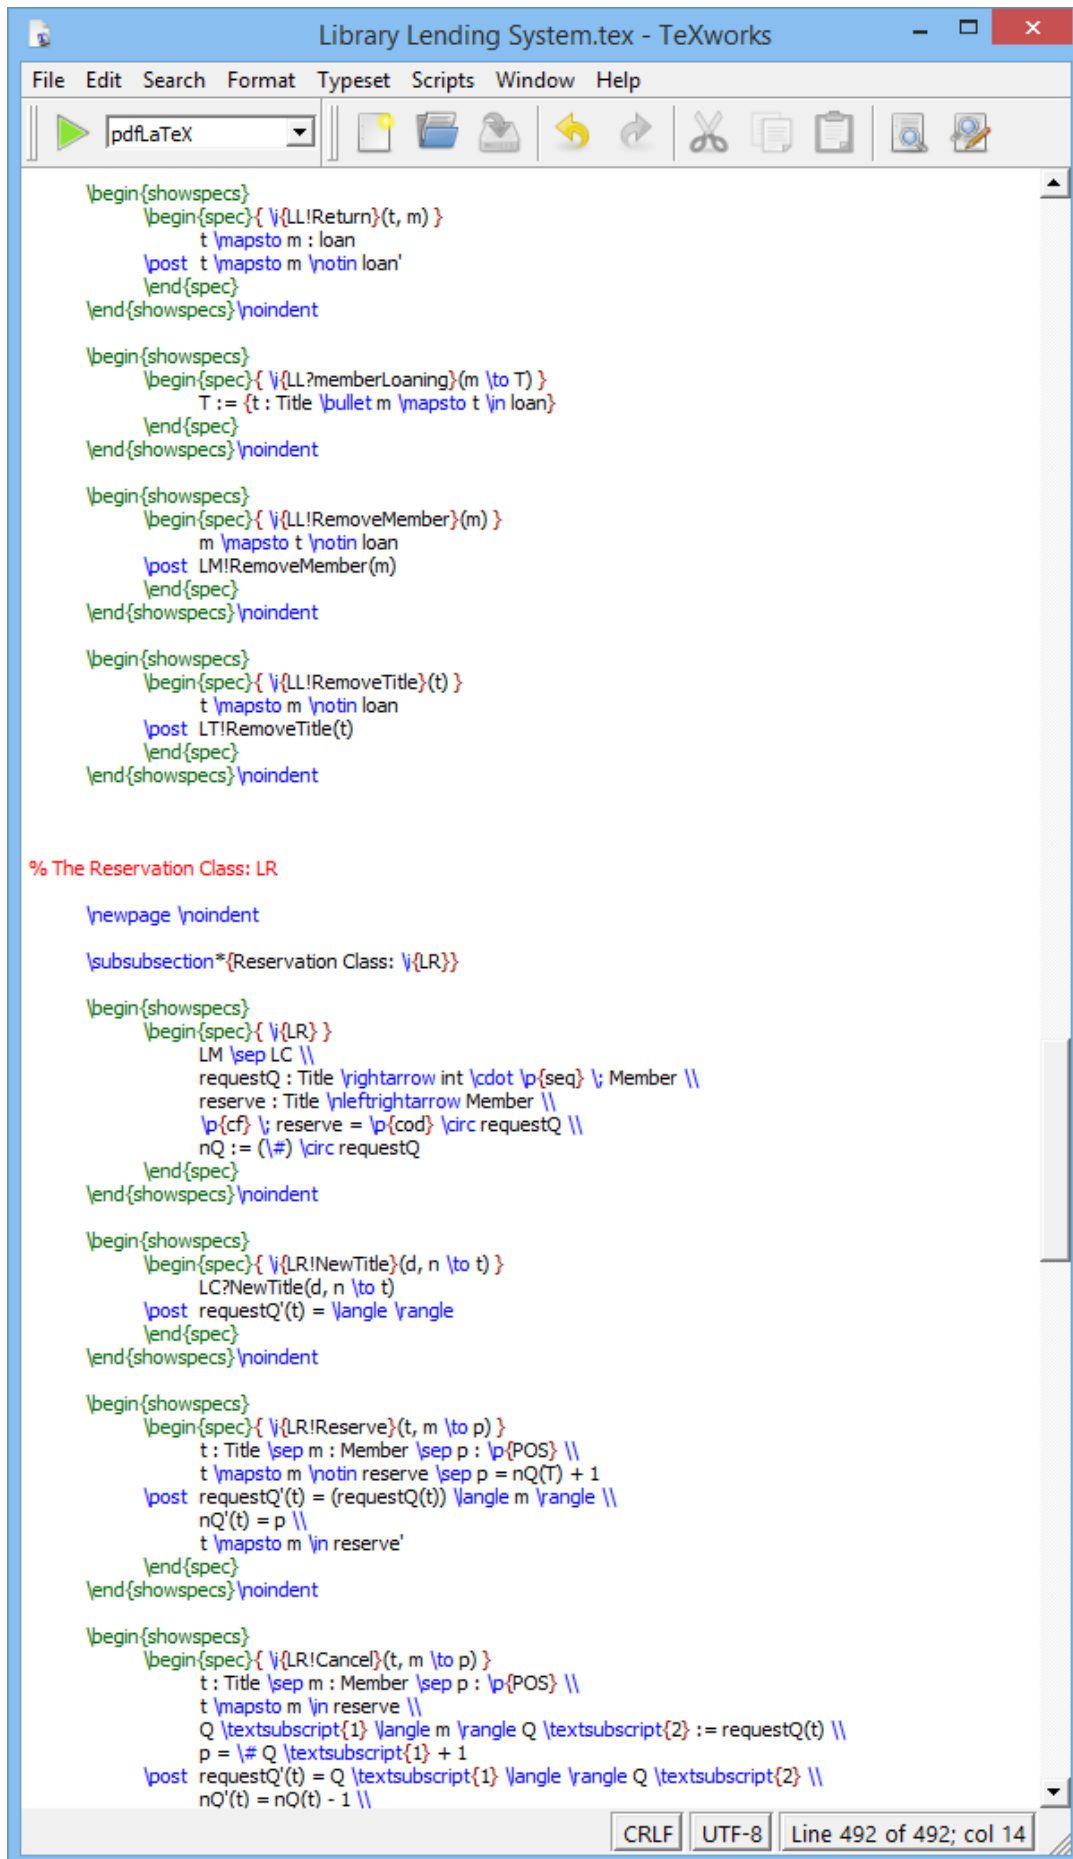 Library Lending System.tex - TeXworks
File Edit Search Format Typeset Scripts Window Help
pdfLaTeX
\begin{showspecs}
\begin{spec}{ \i{LL!Return}(t, m) }
t \mapsto m : loan
\post t \mapsto m \notin loan'
\end{spec}
\end{showspecs}\noindent
\begin{showspecs}
\begin{spec}{ \i{LL?memberLoaning}(m \to T) }
T := {t : Title \bullet m \mapsto t \in loan}
\end{spec}
\end{showspecs}\noindent
\begin{showspecs}
\begin{spec}{ \i{LL!RemoveMember}(m) }
m \mapsto t \notin loan
\post LM!RemoveMember(m)
\end{spec}
\end{showspecs}\noindent
\begin{showspecs}
\begin{spec}{ \i{LL!RemoveTitle}(t) }
t \mapsto m \notin loan
\post LT!RemoveTitle(t)
\end{spec}
\end{showspecs}\noindent
% The Reservation Class: LR
\newpage \noindent
\subsubsection*{Reservation Class: \i{LR}}
\begin{showspecs}
\begin{spec}{ \i{LR} }
LM \sep LC \\
requestQ : Title \rightarrow int \cdot \p{seq} \; Member \\
reserve : Title \nleftrightarrow Member \\
\p{cf} \; reserve = \p{cod} \circ requestQ \\
nQ := (\#) \circ requestQ
\end{spec}
\end{showspecs}\noindent
\begin{showspecs}
\begin{spec}{ \i{LR!NewTitle}(d, n \to t) }
LC?NewTitle(d, n \to t)
\post requestQ'(t) = \langle \rangle
\end{spec}
\end{showspecs}\noindent
\begin{showspecs}
\begin{spec}{ \i{LR!Reserve}(t, m \to p) }
t : Title \sep m : Member \sep p : \p{POS} \\
t \mapsto m \notin reserve \sep p = nQ(T) + 1
\post requestQ'(t) = (requestQ(t)) \langle m \rangle \\
nQ'(t) = p \\
t \mapsto m \in reserve'
\end{spec}
\end{showspecs}\noindent
\begin{showspecs}
\begin{spec}{ \i{LR!Cancel}(t, m \to p) }
t : Title \sep m : Member \sep p : \p{POS} \\
t \mapsto m \in reserve \\
Q \textsubscript{1} \langle m \rangle Q \textsubscript{2} := requestQ(t) \\
p = \# Q \textsubscript{1} + 1
\post requestQ'(t) = Q \textsubscript{1} \langle \rangle Q \textsubscript{2} \\
nQ'(t) = nQ(t) - 1 \\
CRLF UTF-8 Line 492 of 492; col 14